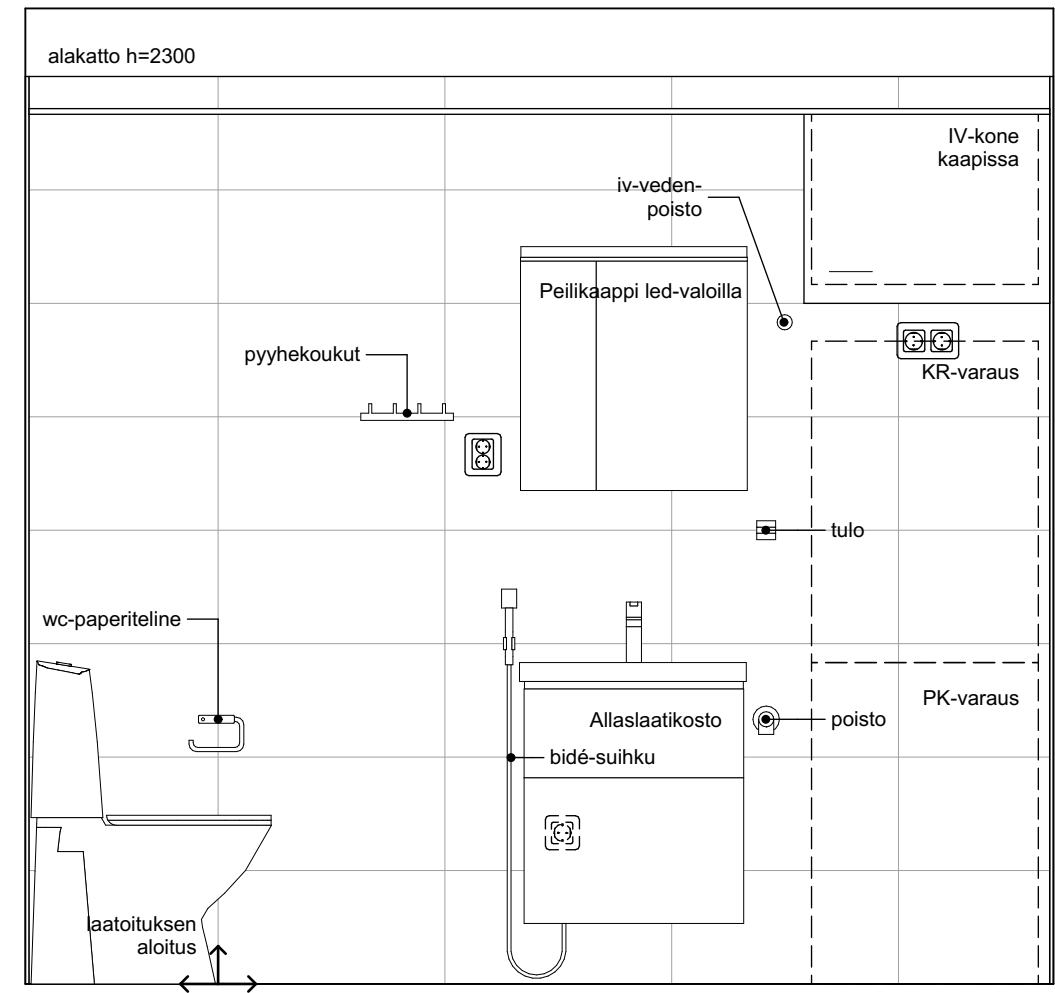 alakatto h=2300
IV-kone
kaapissa
iv-veden-
poisto
Peilikaappi led-valoilla
pyyhekoukut
KR-varaus
tulo
wc-paperiteline
PK-varaus
Allaslaatikosto
poisto
bidé-suihku
laatoituksen
aloitus